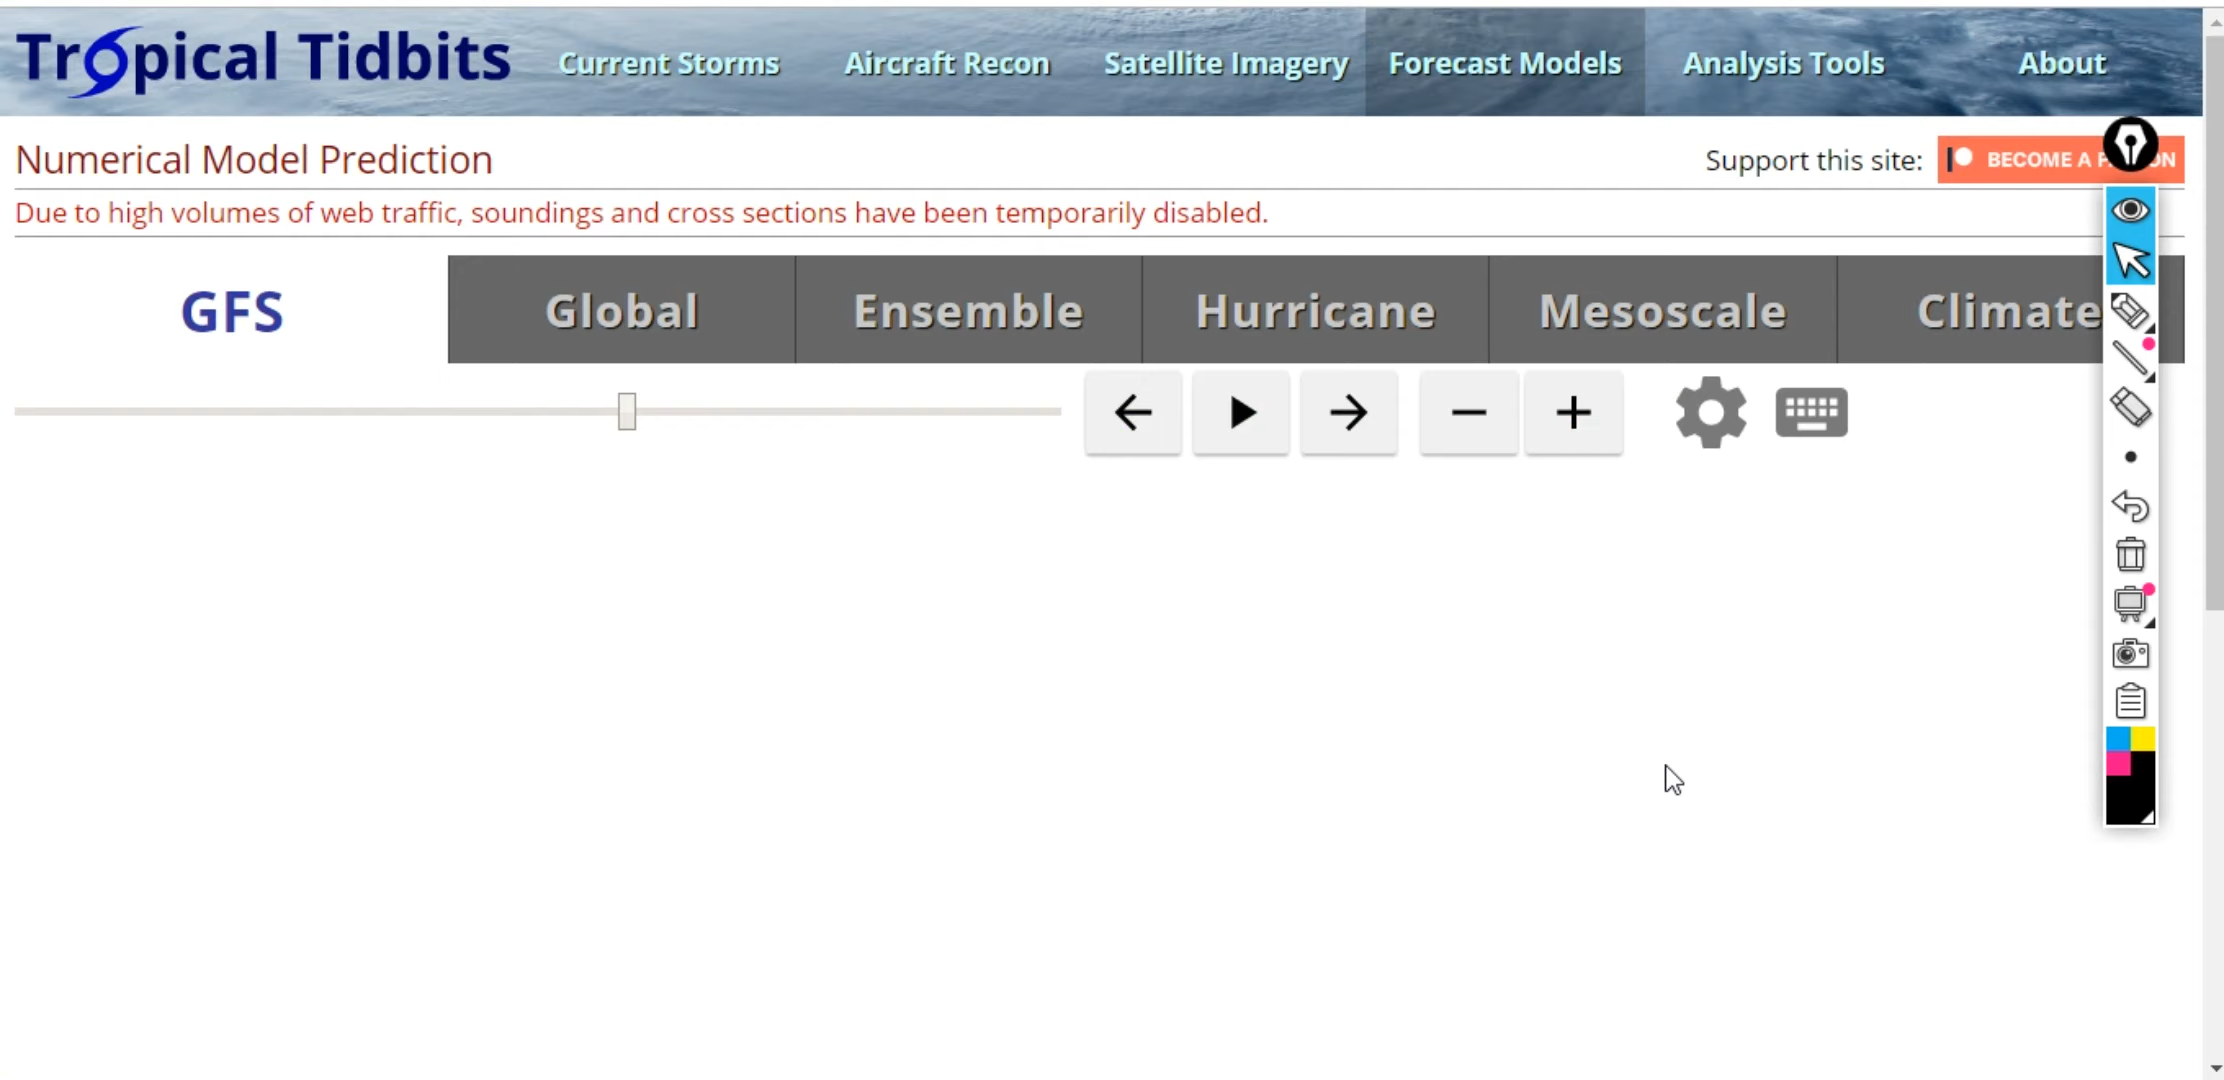 Tropical Tidbits
Current Storms
Aircraft Recon
Satellite Imagery
Forecast Models
Analysis Tools
About
Numerical Model Prediction
Support this site:
BECOME A
Due to high volumes of web traffic, soundings and cross sections have been temporarily disabled.
GFS
Global
Ensemble
Hurricane
Mesoscale
Climate